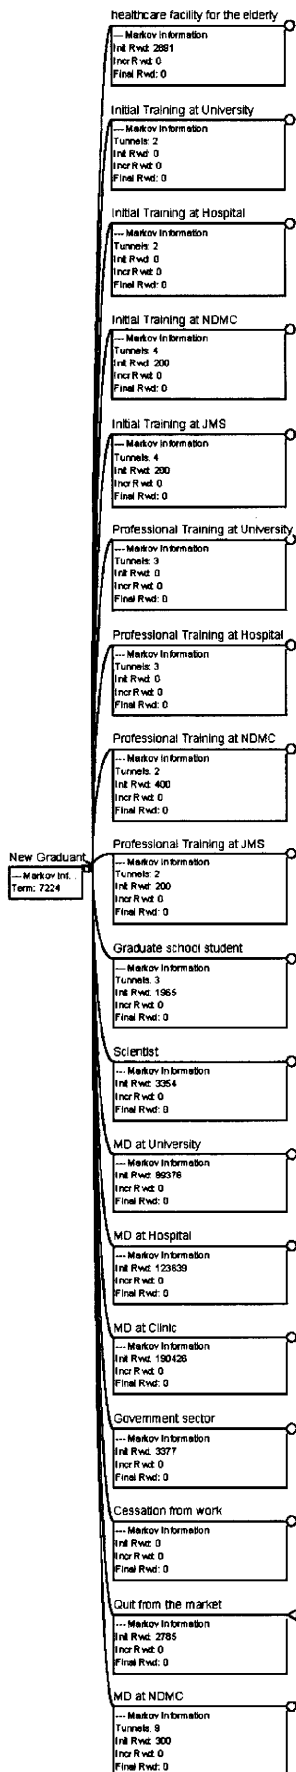 healthcare facility for the elderly
--- Markov Information
Init Rwd: 2891
Incr Rwd: 0
Final Rwd: 0
Initial Training at University
--- Markov Information
Tunnels: 2
Init Rwd: 0
Incr Rwd: 0
Final Rwd: 0
Initial Training at Hospital
--- Markov Information
Tunnels: 2
Init Rwd: 0
Incr Rwd: 0
Final Rwd: 0
Initial Training at NDMC
--- Markov Information
Tunnels: 4
Init Rwd: 200
Incr Rwd: 0
Final Rwd: 0
Initial Training at JMS
--- Markov Information
Tunnels: 4
Init Rwd: 200
Incr Rwd: 0
Final Rwd: 0
Professional Training at University
--- Markov Information
Tunnels: 3
Init Rwd: 0
Incr Rwd: 0
Final Rwd: 0
Professional Training at Hospital
--- Markov Information
Tunnels: 3
Init Rwd: 0
Incr Rwd: 0
Final Rwd: 0
Professional Training at NDMC
--- Markov Information
Tunnels: 2
Init Rwd: 400
Incr Rwd: 0
Final Rwd: 0
New Graduant
--- Markov Inf...
Term: 7224
Professional Training at JMS
--- Markov Information
Tunnels: 2
Init Rwd: 200
Incr Rwd: 0
Final Rwd: 0
Graduate school student
--- Markov Information
Tunnels: 3
Init Rwd: 1965
Incr Rwd: 0
Final Rwd: 0
Scientist
--- Markov Information
Init Rwd: 3354
Incr Rwd: 0
Final Rwd: 0
MD at University
--- Markov Information
Init Rwd: 89376
Incr Rwd: 0
Final Rwd: 0
MD at Hospital
--- Markov Information
Init Rwd: 123639
Incr Rwd: 0
Final Rwd: 0
MD at Clinic
--- Markov Information
Init Rwd: 190426
Incr Rwd: 0
Final Rwd: 0
Government sector
--- Markov Information
Init Rwd: 3377
Incr Rwd: 0
Final Rwd: 0
Cessation from work
--- Markov Information
Init Rwd: 0
Incr Rwd: 0
Final Rwd: 0
Quit from the market
--- Markov Information
Init Rwd: 2785
Incr Rwd: 0
Final Rwd: 0
MD at NDMC
--- Markov Information
Tunnels: 9
Init Rwd: 300
Incr Rwd: 0
Final Rwd: 0